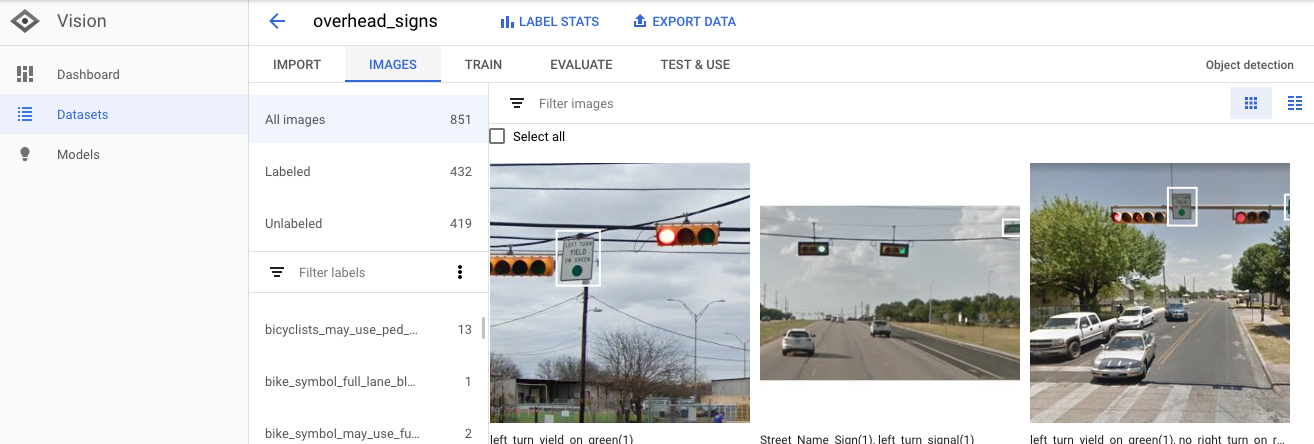 Vision
overhead_signs
LABEL STATS
EXPORT DATA
Dashboard
Datasets
Models
IMPORT
IMAGES
TRAIN
EVALUATE
TEST & USE
Object detection
All images 851
Labeled 432
Unlabeled 419
Filter labels
bicyclists_may_use_ped_... 13
bike_symbol_full_lane_bl... 1
bike_symbol_may_use_fu... 2
Filter images
Select all
LEFT TURN
YIELD
ON GREEN
left_turn_yield_on_green(1)
Street_Name_Sign(1), left_turn_signal(1)
left_turn_yield_on_green(1), no_right_turn_on_r...